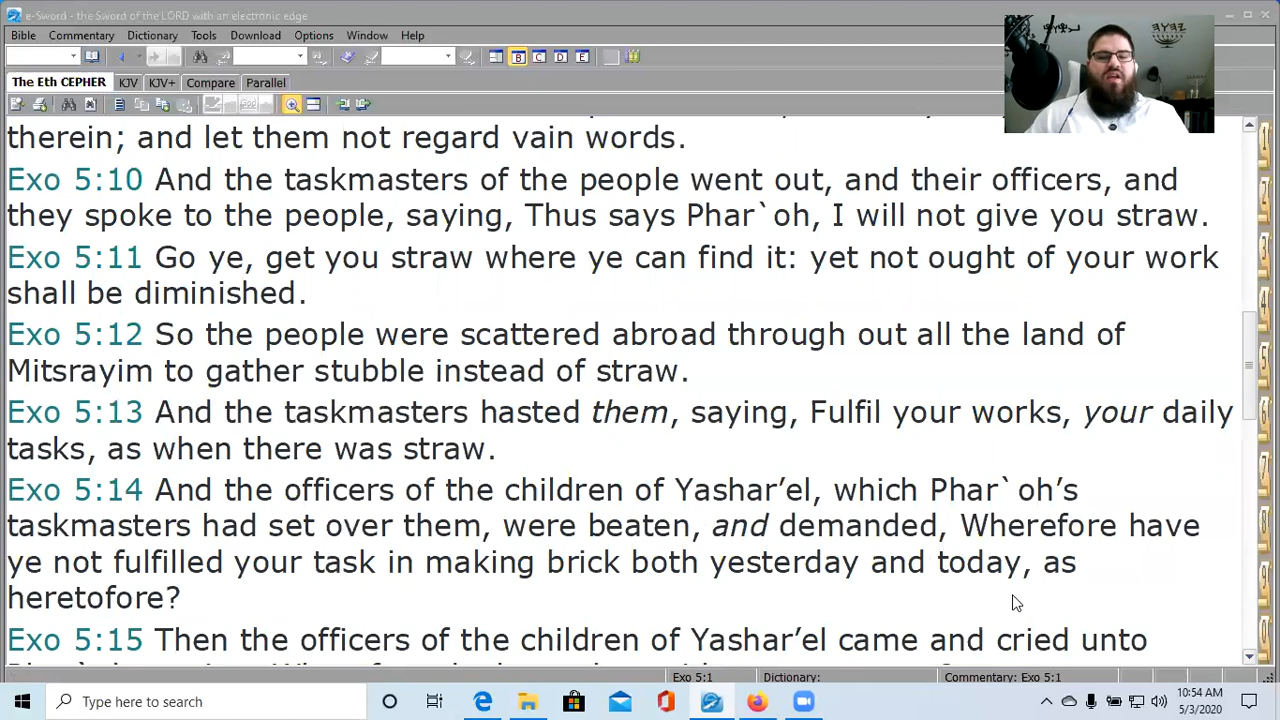 e-Sword - the Sword of the LORD with an electronic edge
Bible Commentary Dictionary Tools Download Options Window Help
B C D E
The Eth CEPHER KJV KJV+ Compare Parallel
therein; and let them not regard vain words.
Exo 5:10 And the taskmasters of the people went out, and their officers, and
they spoke to the people, saying, Thus says Phar`oh, I will not give you straw.
Exo 5:11 Go ye, get you straw where ye can find it: yet not ought of your work
shall be diminished.
Exo 5:12 So the people were scattered abroad through out all the land of
Mitsrayim to gather stubble instead of straw.
Exo 5:13 And the taskmasters hasted them, saying, Fulfil your works, your daily
tasks, as when there was straw.
Exo 5:14 And the officers of the children of Yashar’el, which Phar`oh’s
taskmasters had set over them, were beaten, and demanded, Wherefore have
ye not fulfilled your task in making brick both yesterday and today, as
heretofore?
Exo 5:15 Then the officers of the children of Yashar’el came and cried unto
Exo 5:1 Dictionary: Commentary: Exo 5:1
Type here to search
10:54 AM
5/3/2020